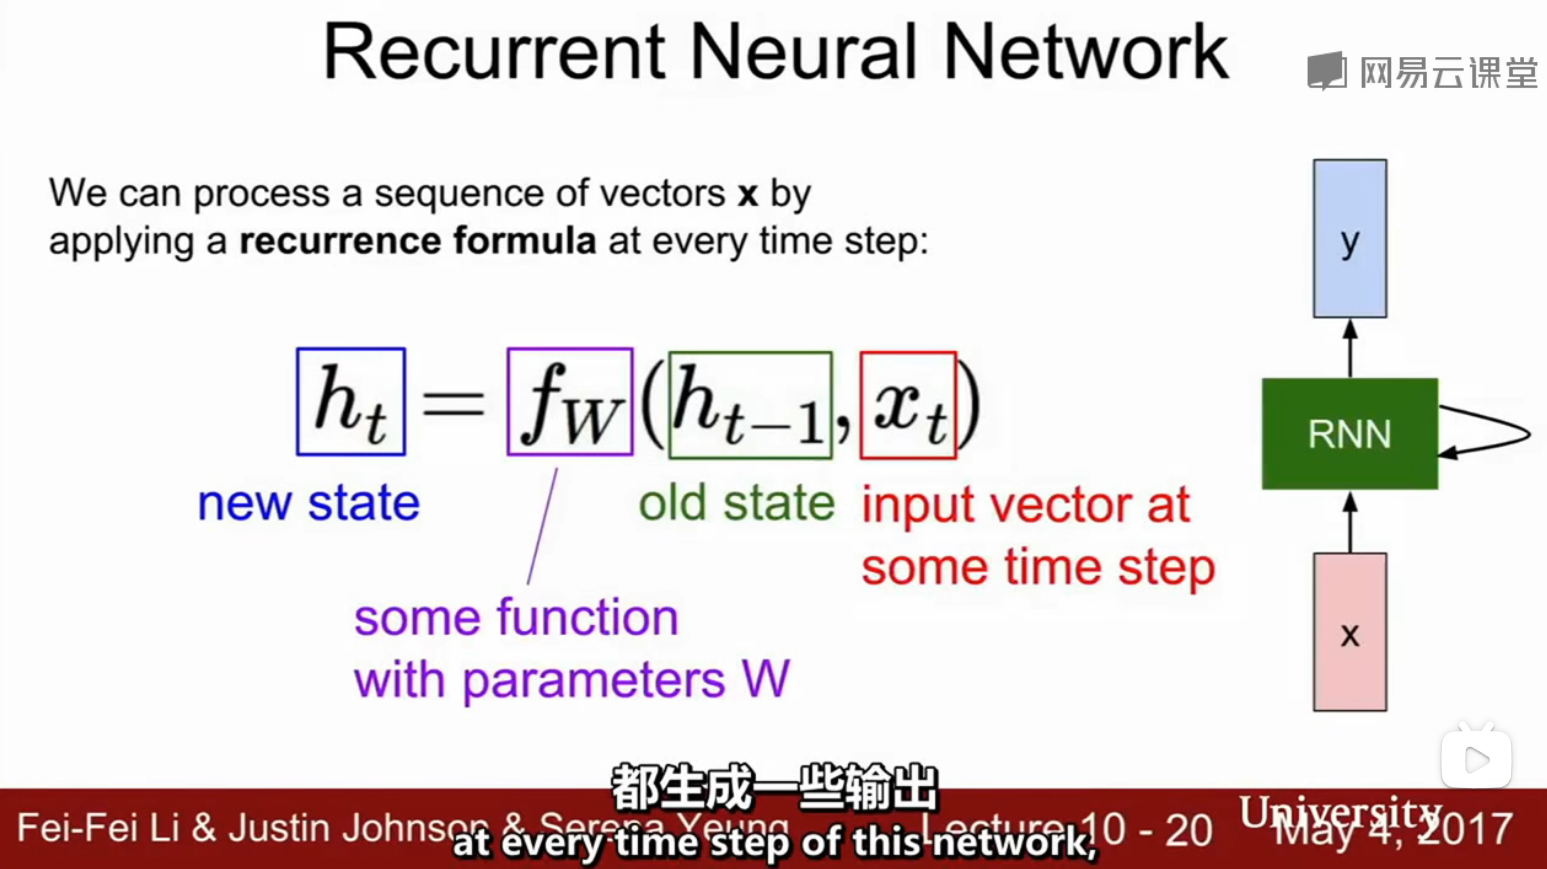 Recurrent Neural Network
网易云课堂
We can process a sequence of vectors x by
applying a recurrence formula at every time step:
y
h_t = f_W(h_{t-1}, x_t)
RNN
new state
old state
input vector at
some time step
some function
with parameters W
x
都生成一些输出
Fei-Fei Li & Justin Johnson & Serena Yeung
Lecture 10 - 20
University
May 4, 2017
at every time step of this network,